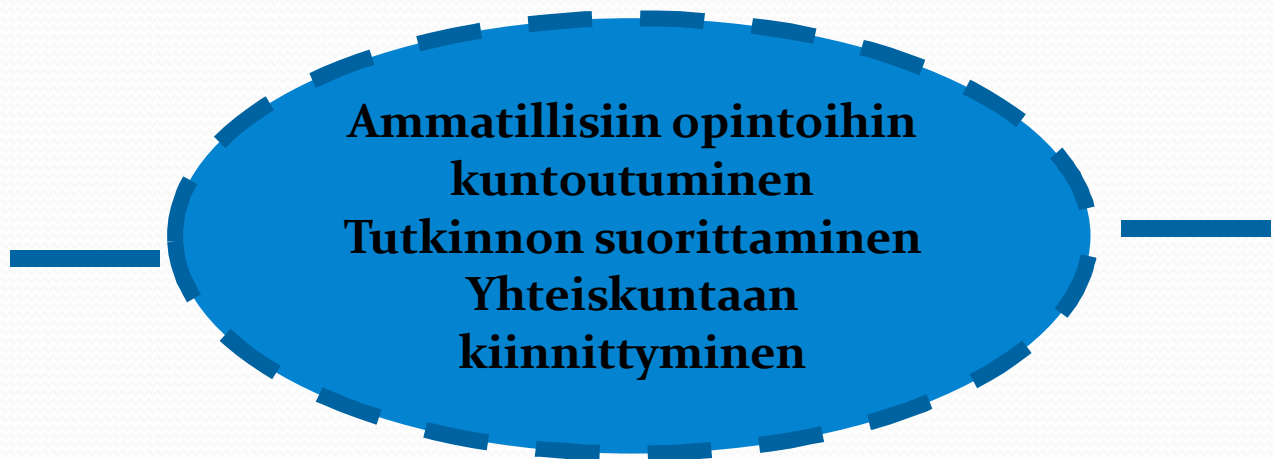 Ammatillisiin opintoihin
kuntoutuminen
Tutkinnon suorittaminen
Yhteiskuntaan
kiinnittyminen